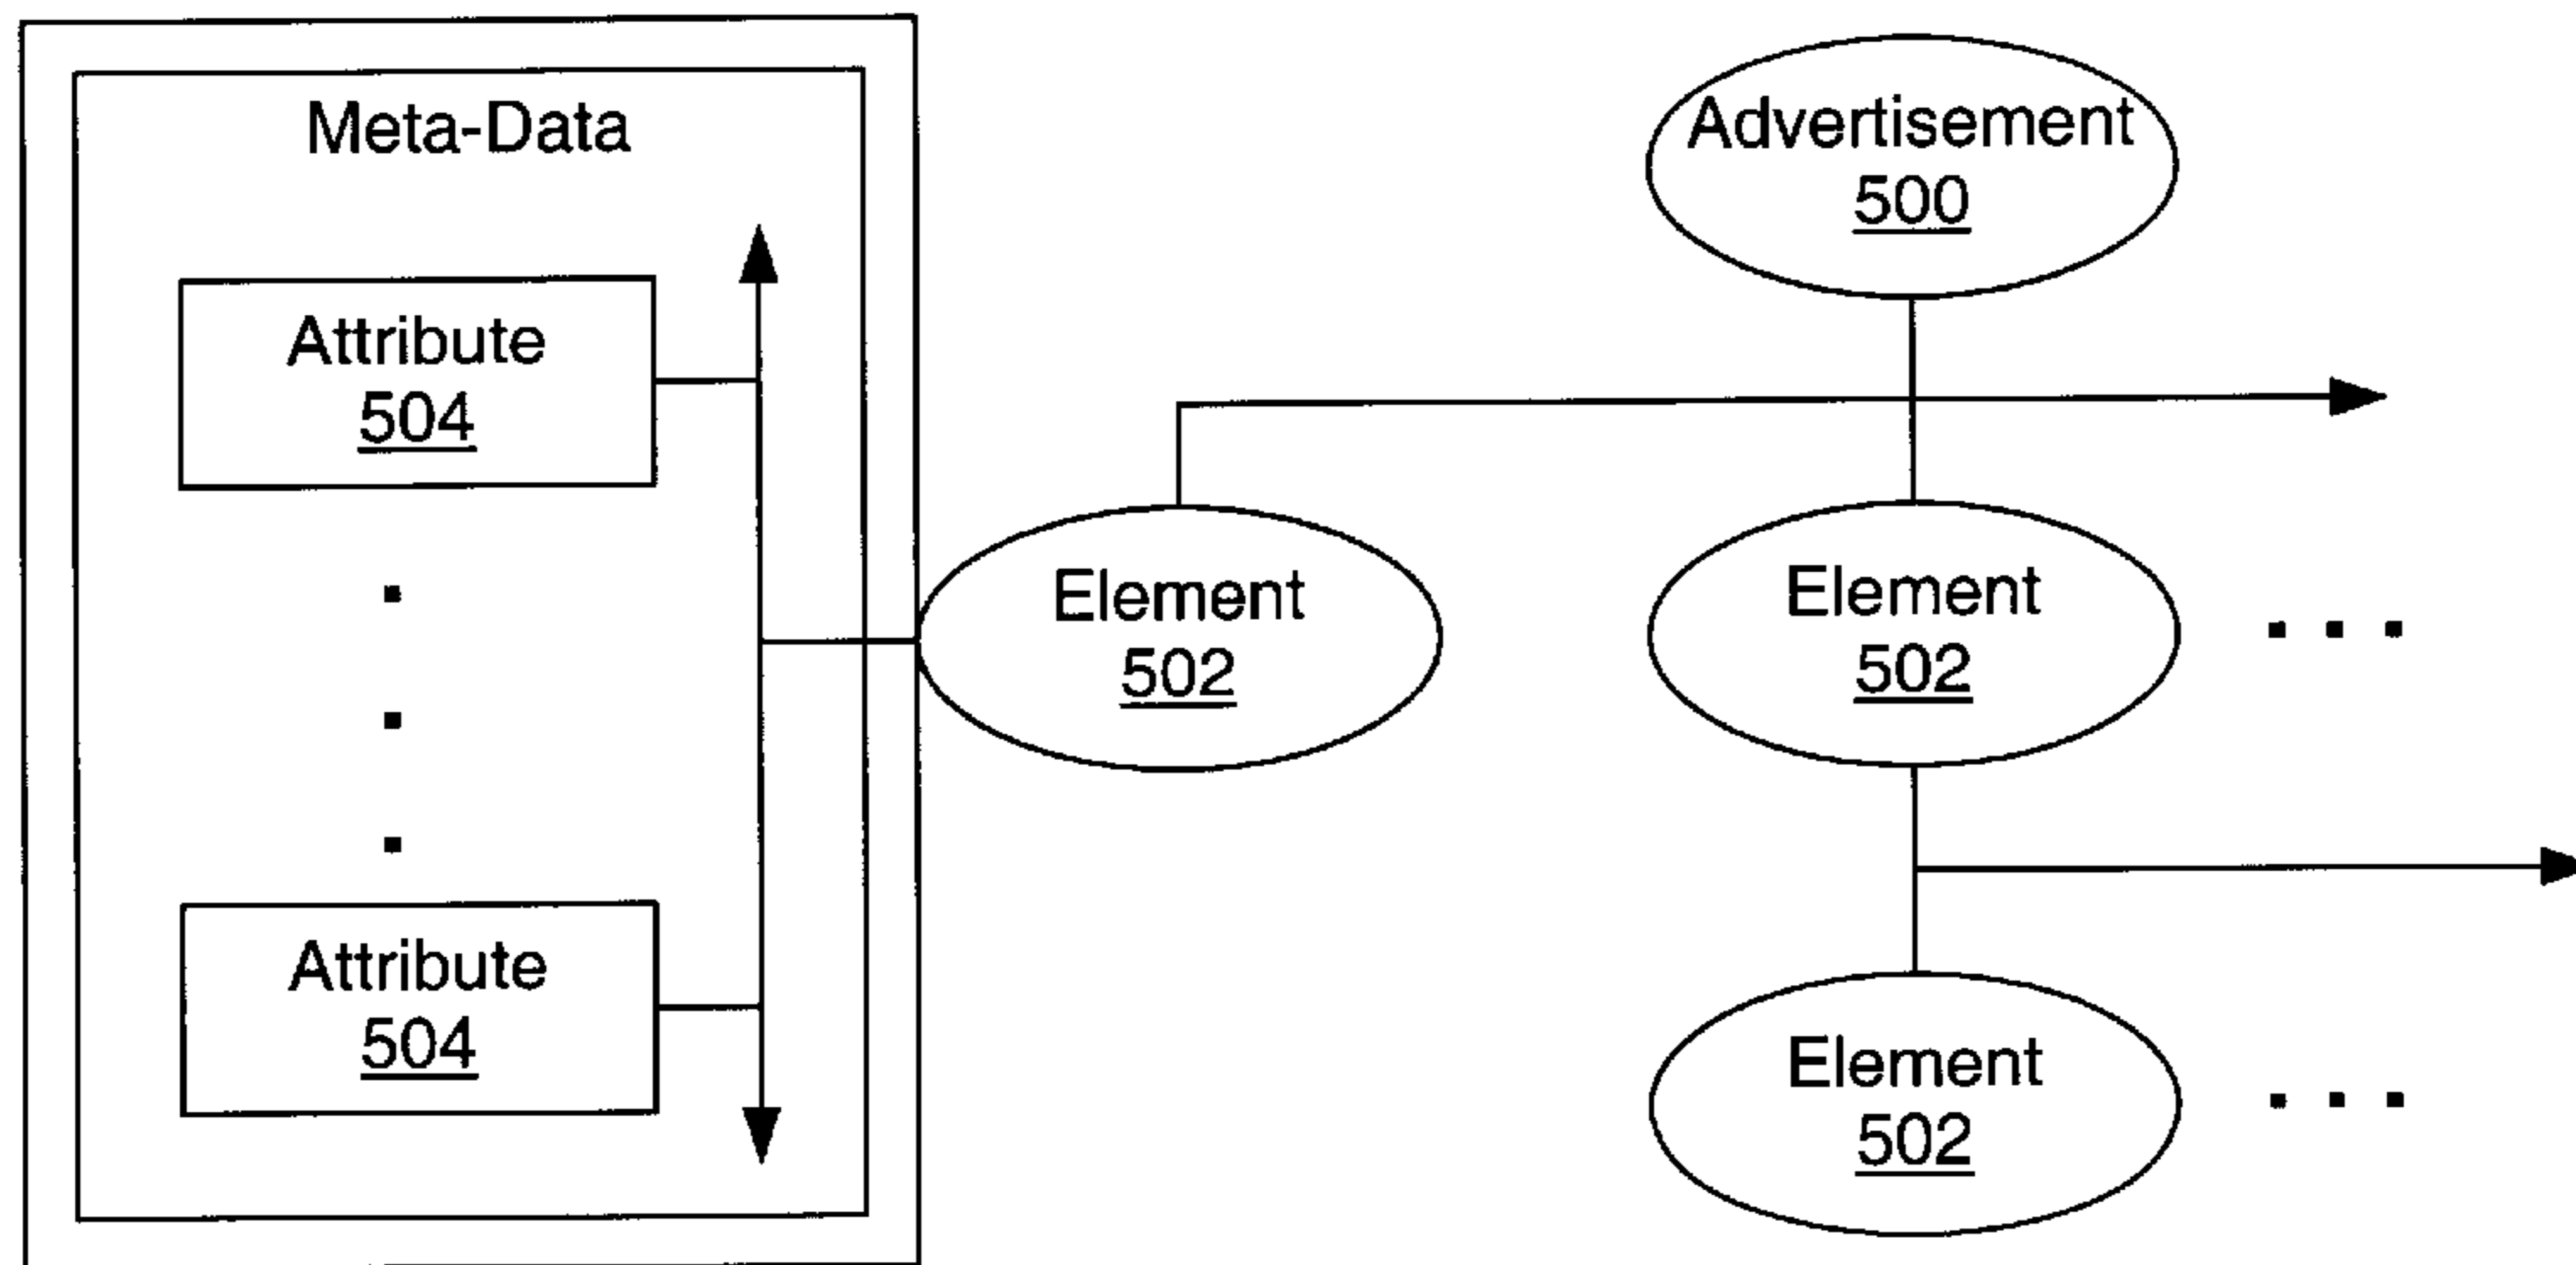 Meta-Data
Advertisement
500
Attribute
504
Element
502
Element
502
Attribute
504
Element
502